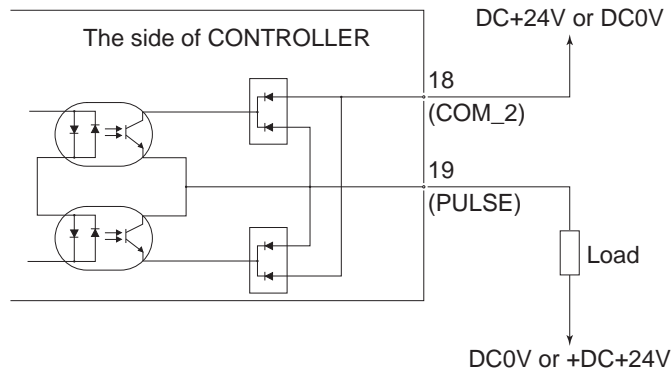 DC+24V or DC0V
The side of CONTROLLER
18
(COM_2)
19
(PULSE)
Load
DC0V or +DC+24V